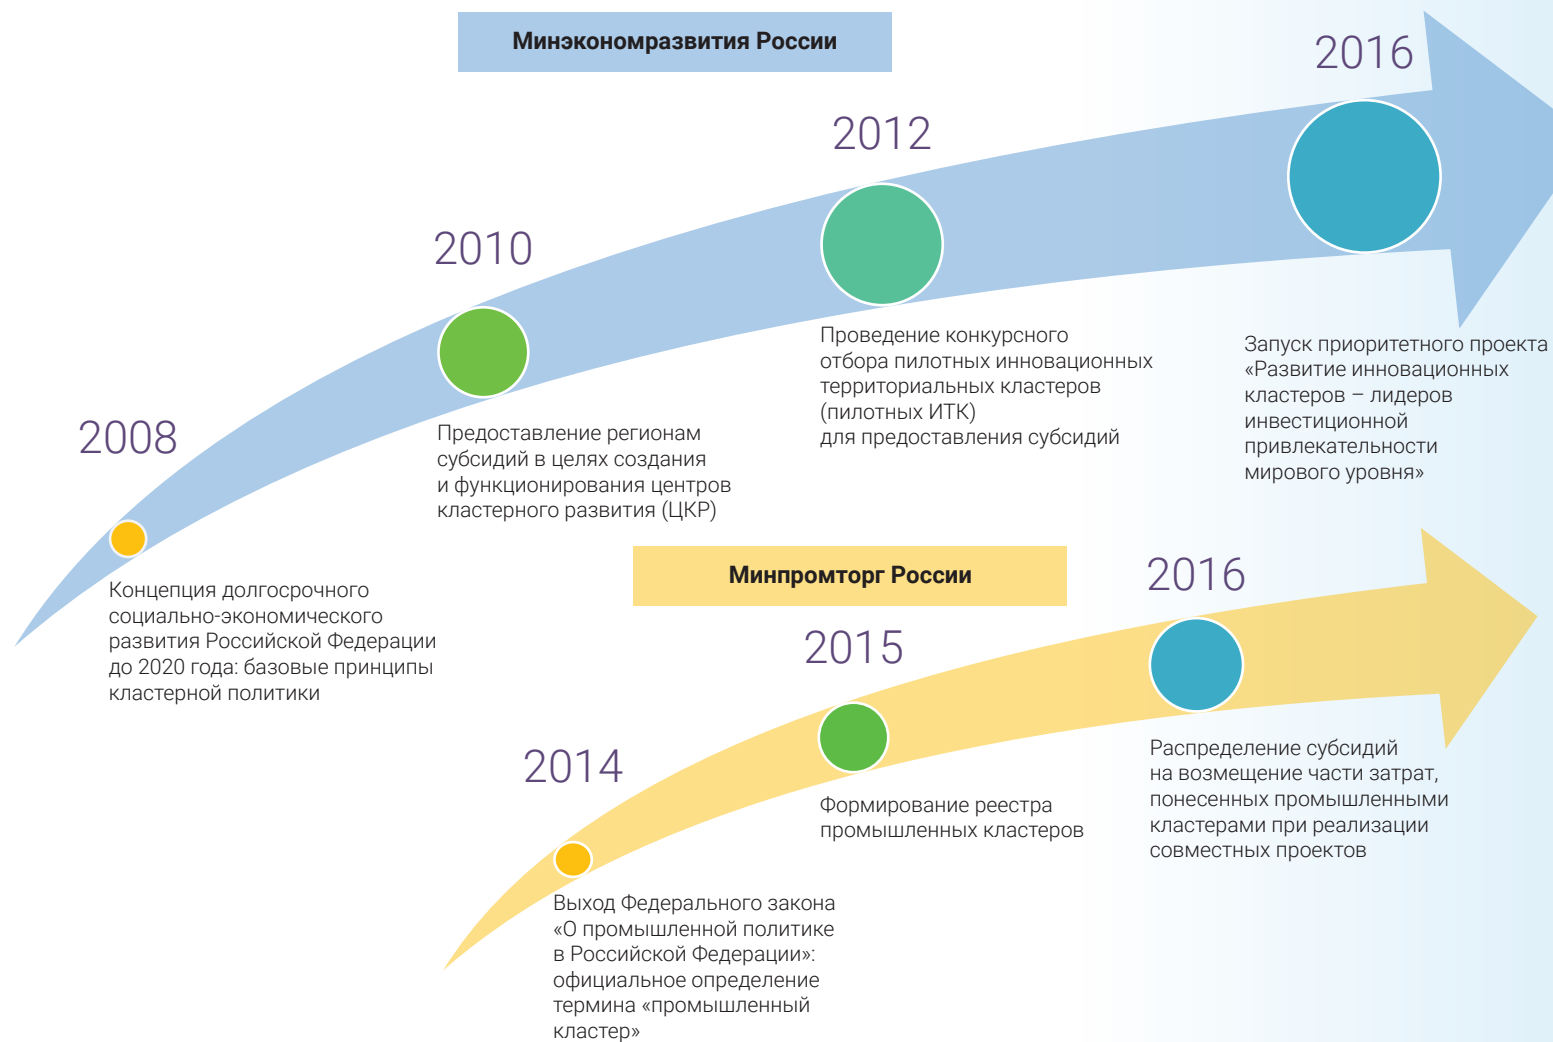 Минэкономразвития России
2008
Концепция долгосрочного
социально-экономического
развития Российской Федерации
до 2020 года: базовые принципы
кластерной политики
2010
Предоставление регионам
субсидий в целях создания
и функционирования центров
кластерного развития (ЦКР)
2012
Проведение конкурсного
отбора пилотных инновационных
территориальных кластеров
(пилотных ИТК)
для предоставления субсидий
2016
Запуск приоритетного проекта
«Развитие инновационных
кластеров – лидеров
инвестиционной
привлекательности
мирового уровня»
Минпромторг России
2014
Выход Федерального закона
«О промышленной политике
в Российской Федерации»:
официальное определение
термина «промышленный
кластер»
2015
Формирование реестра
промышленных кластеров
2016
Распределение субсидий
на возмещение части затрат,
понесенных промышленными
кластерами при реализации
совместных проектов